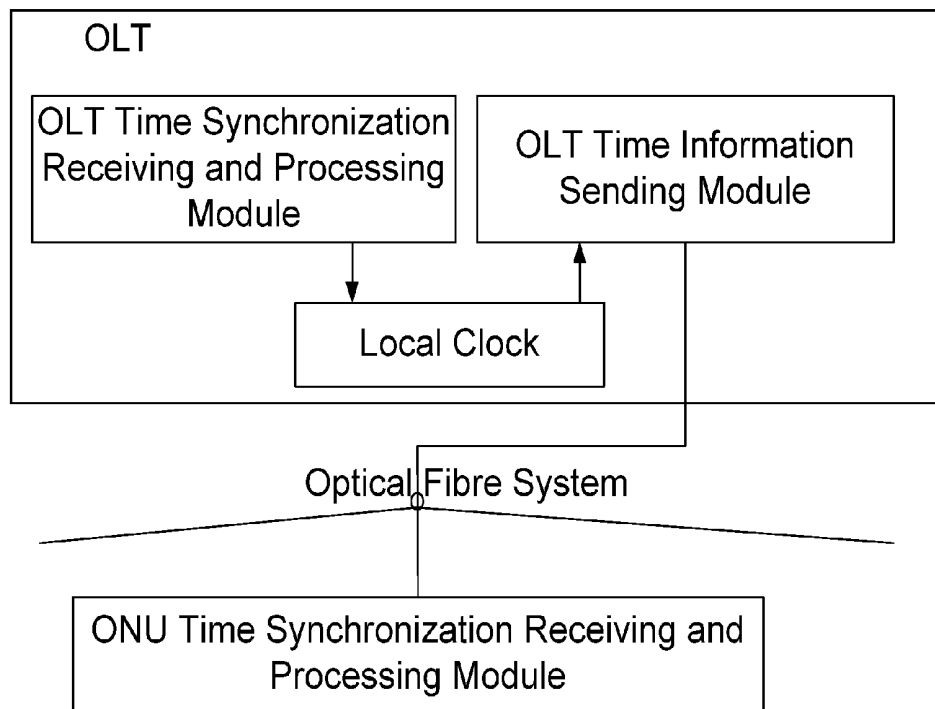 OLT
OLT Time Synchronization
Receiving and Processing
Module
OLT Time Information
Sending Module
Local Clock
Optical Fibre System
ONU Time Synchronization Receiving and
Processing Module